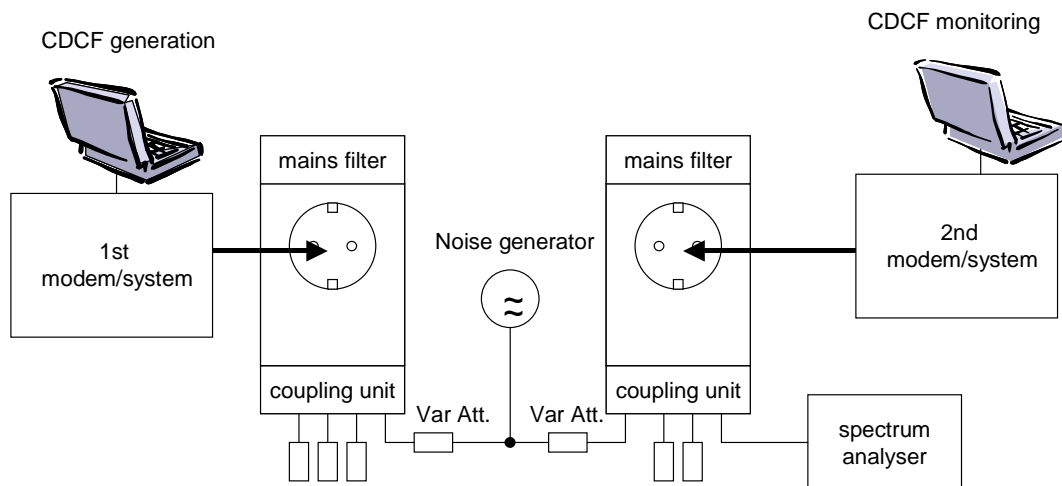 CDCF generation
CDCF monitoring
mains filter
mains filter
1st
modem/system
Noise generator
≈
2nd
modem/system
coupling unit
coupling unit
Var Att.
Var Att.
spectrum
analyser